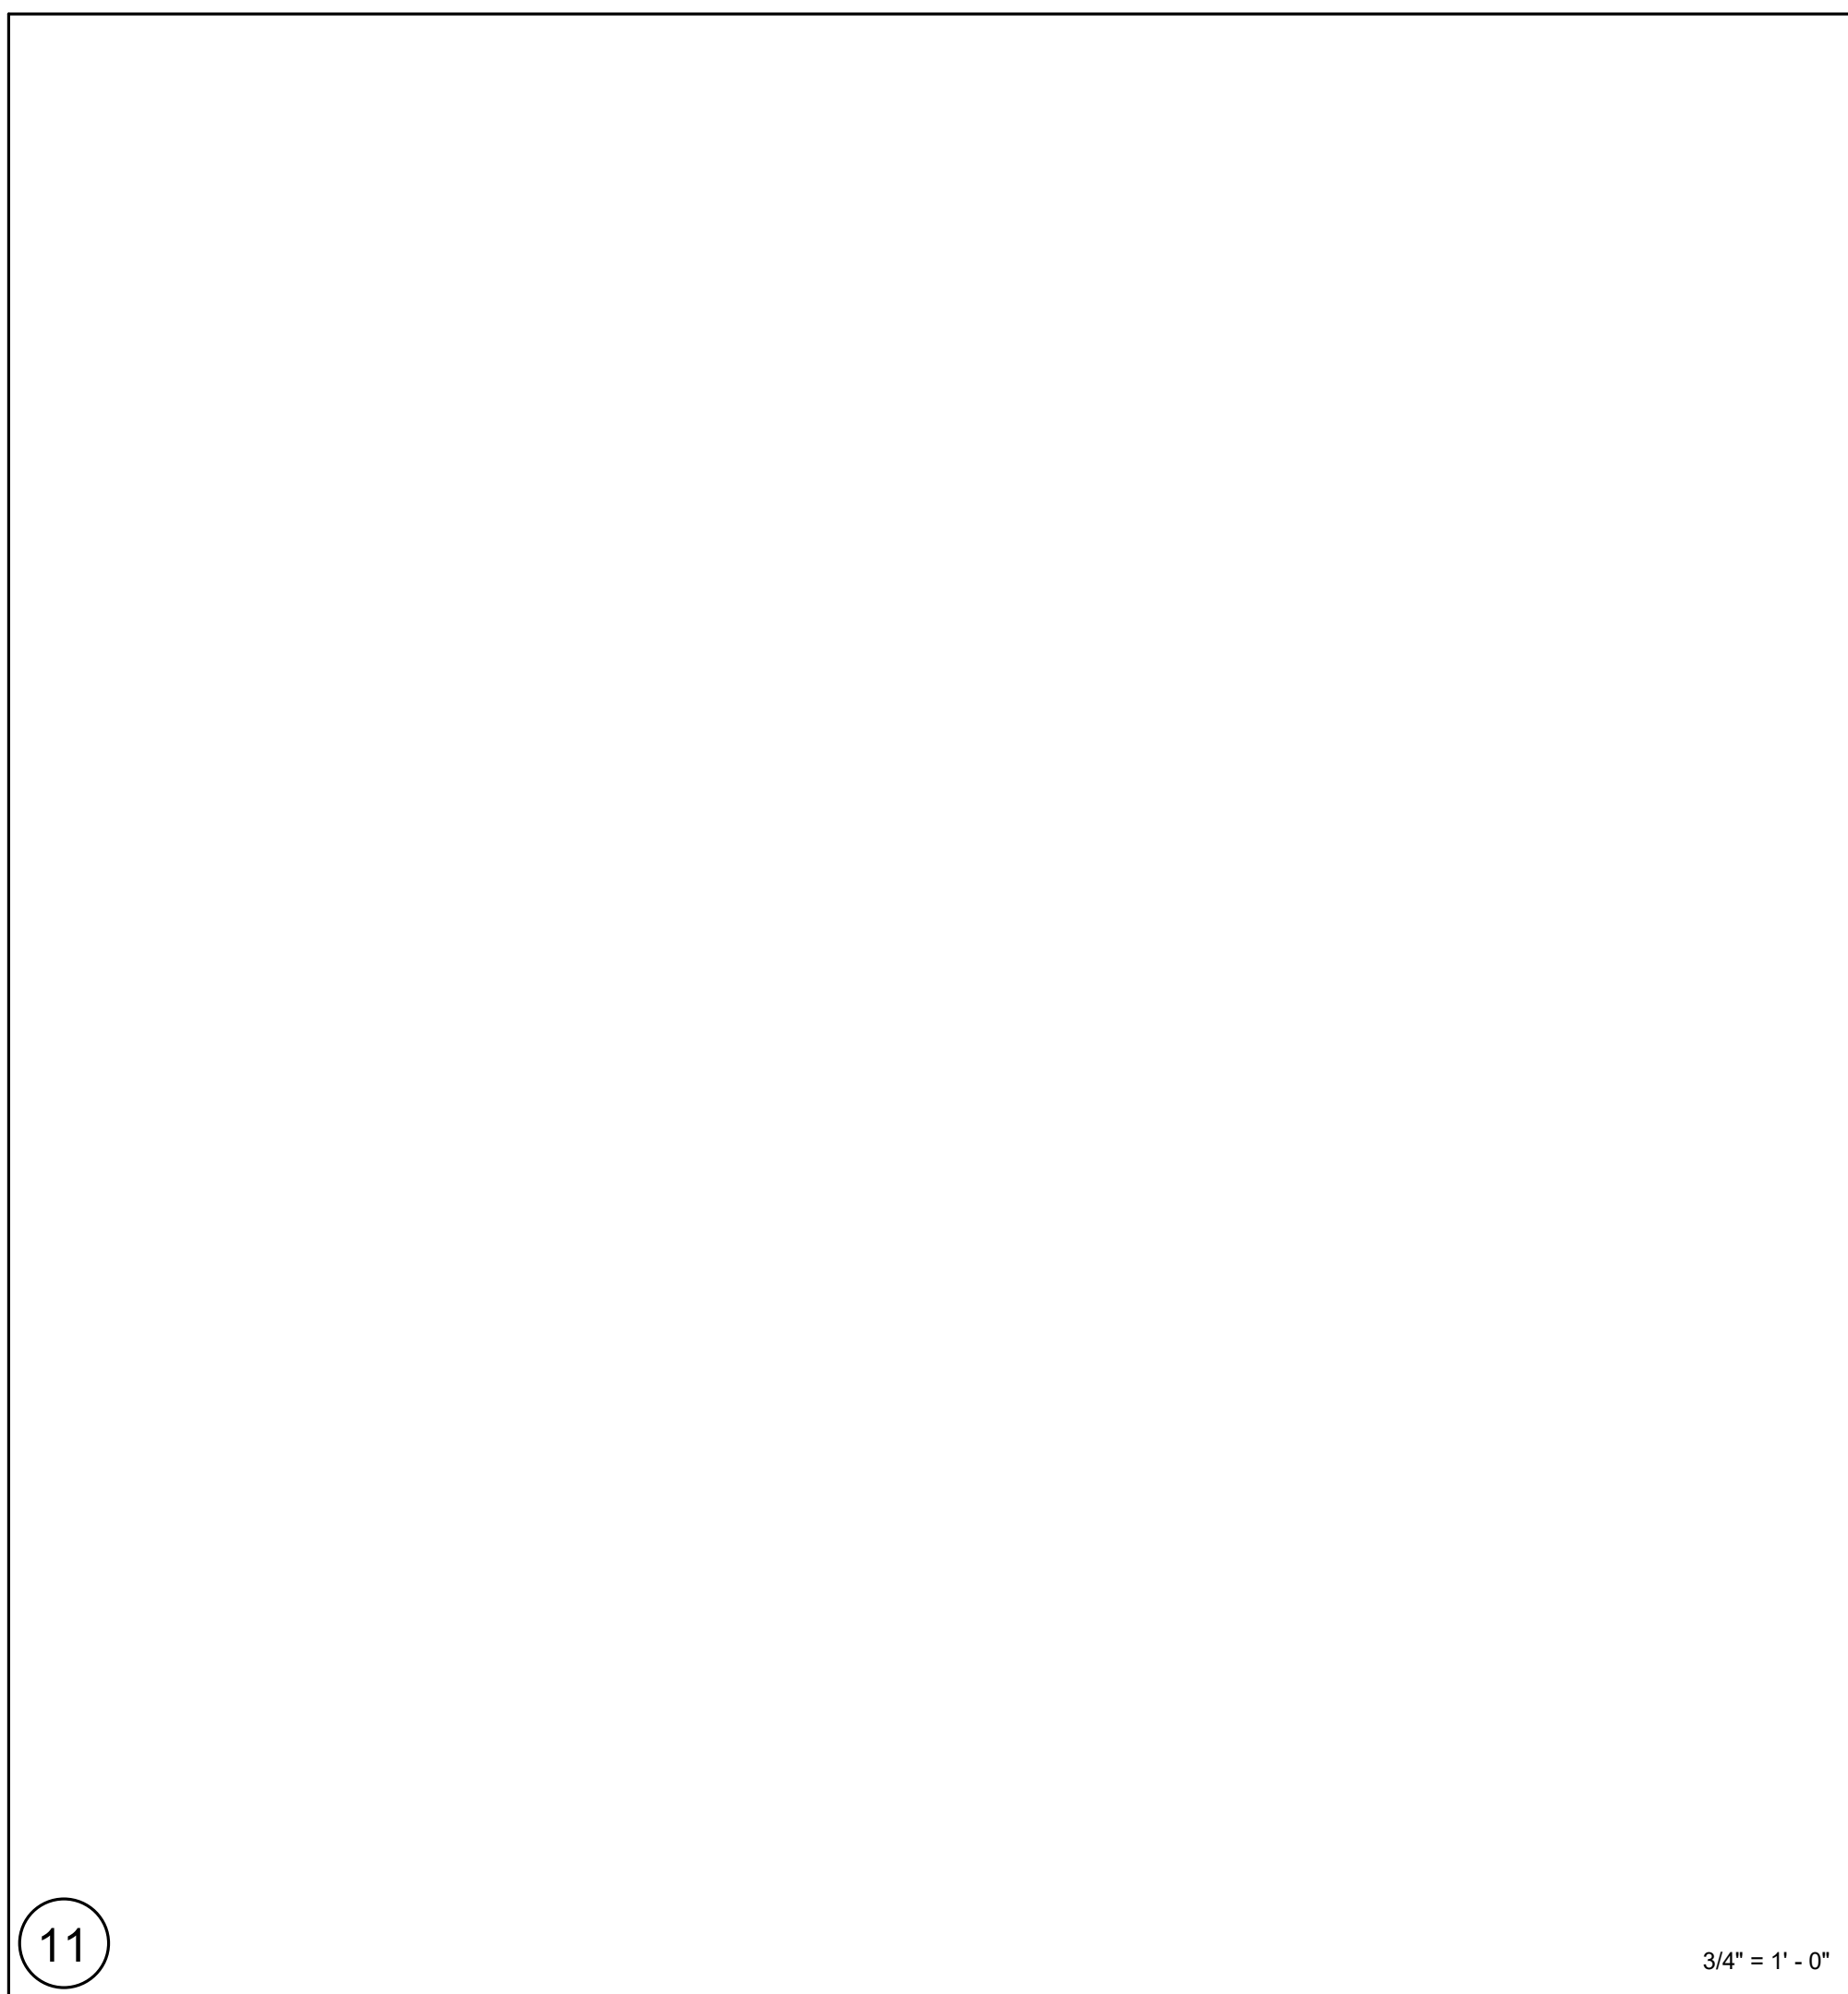 11
3/4" = 1' - 0"